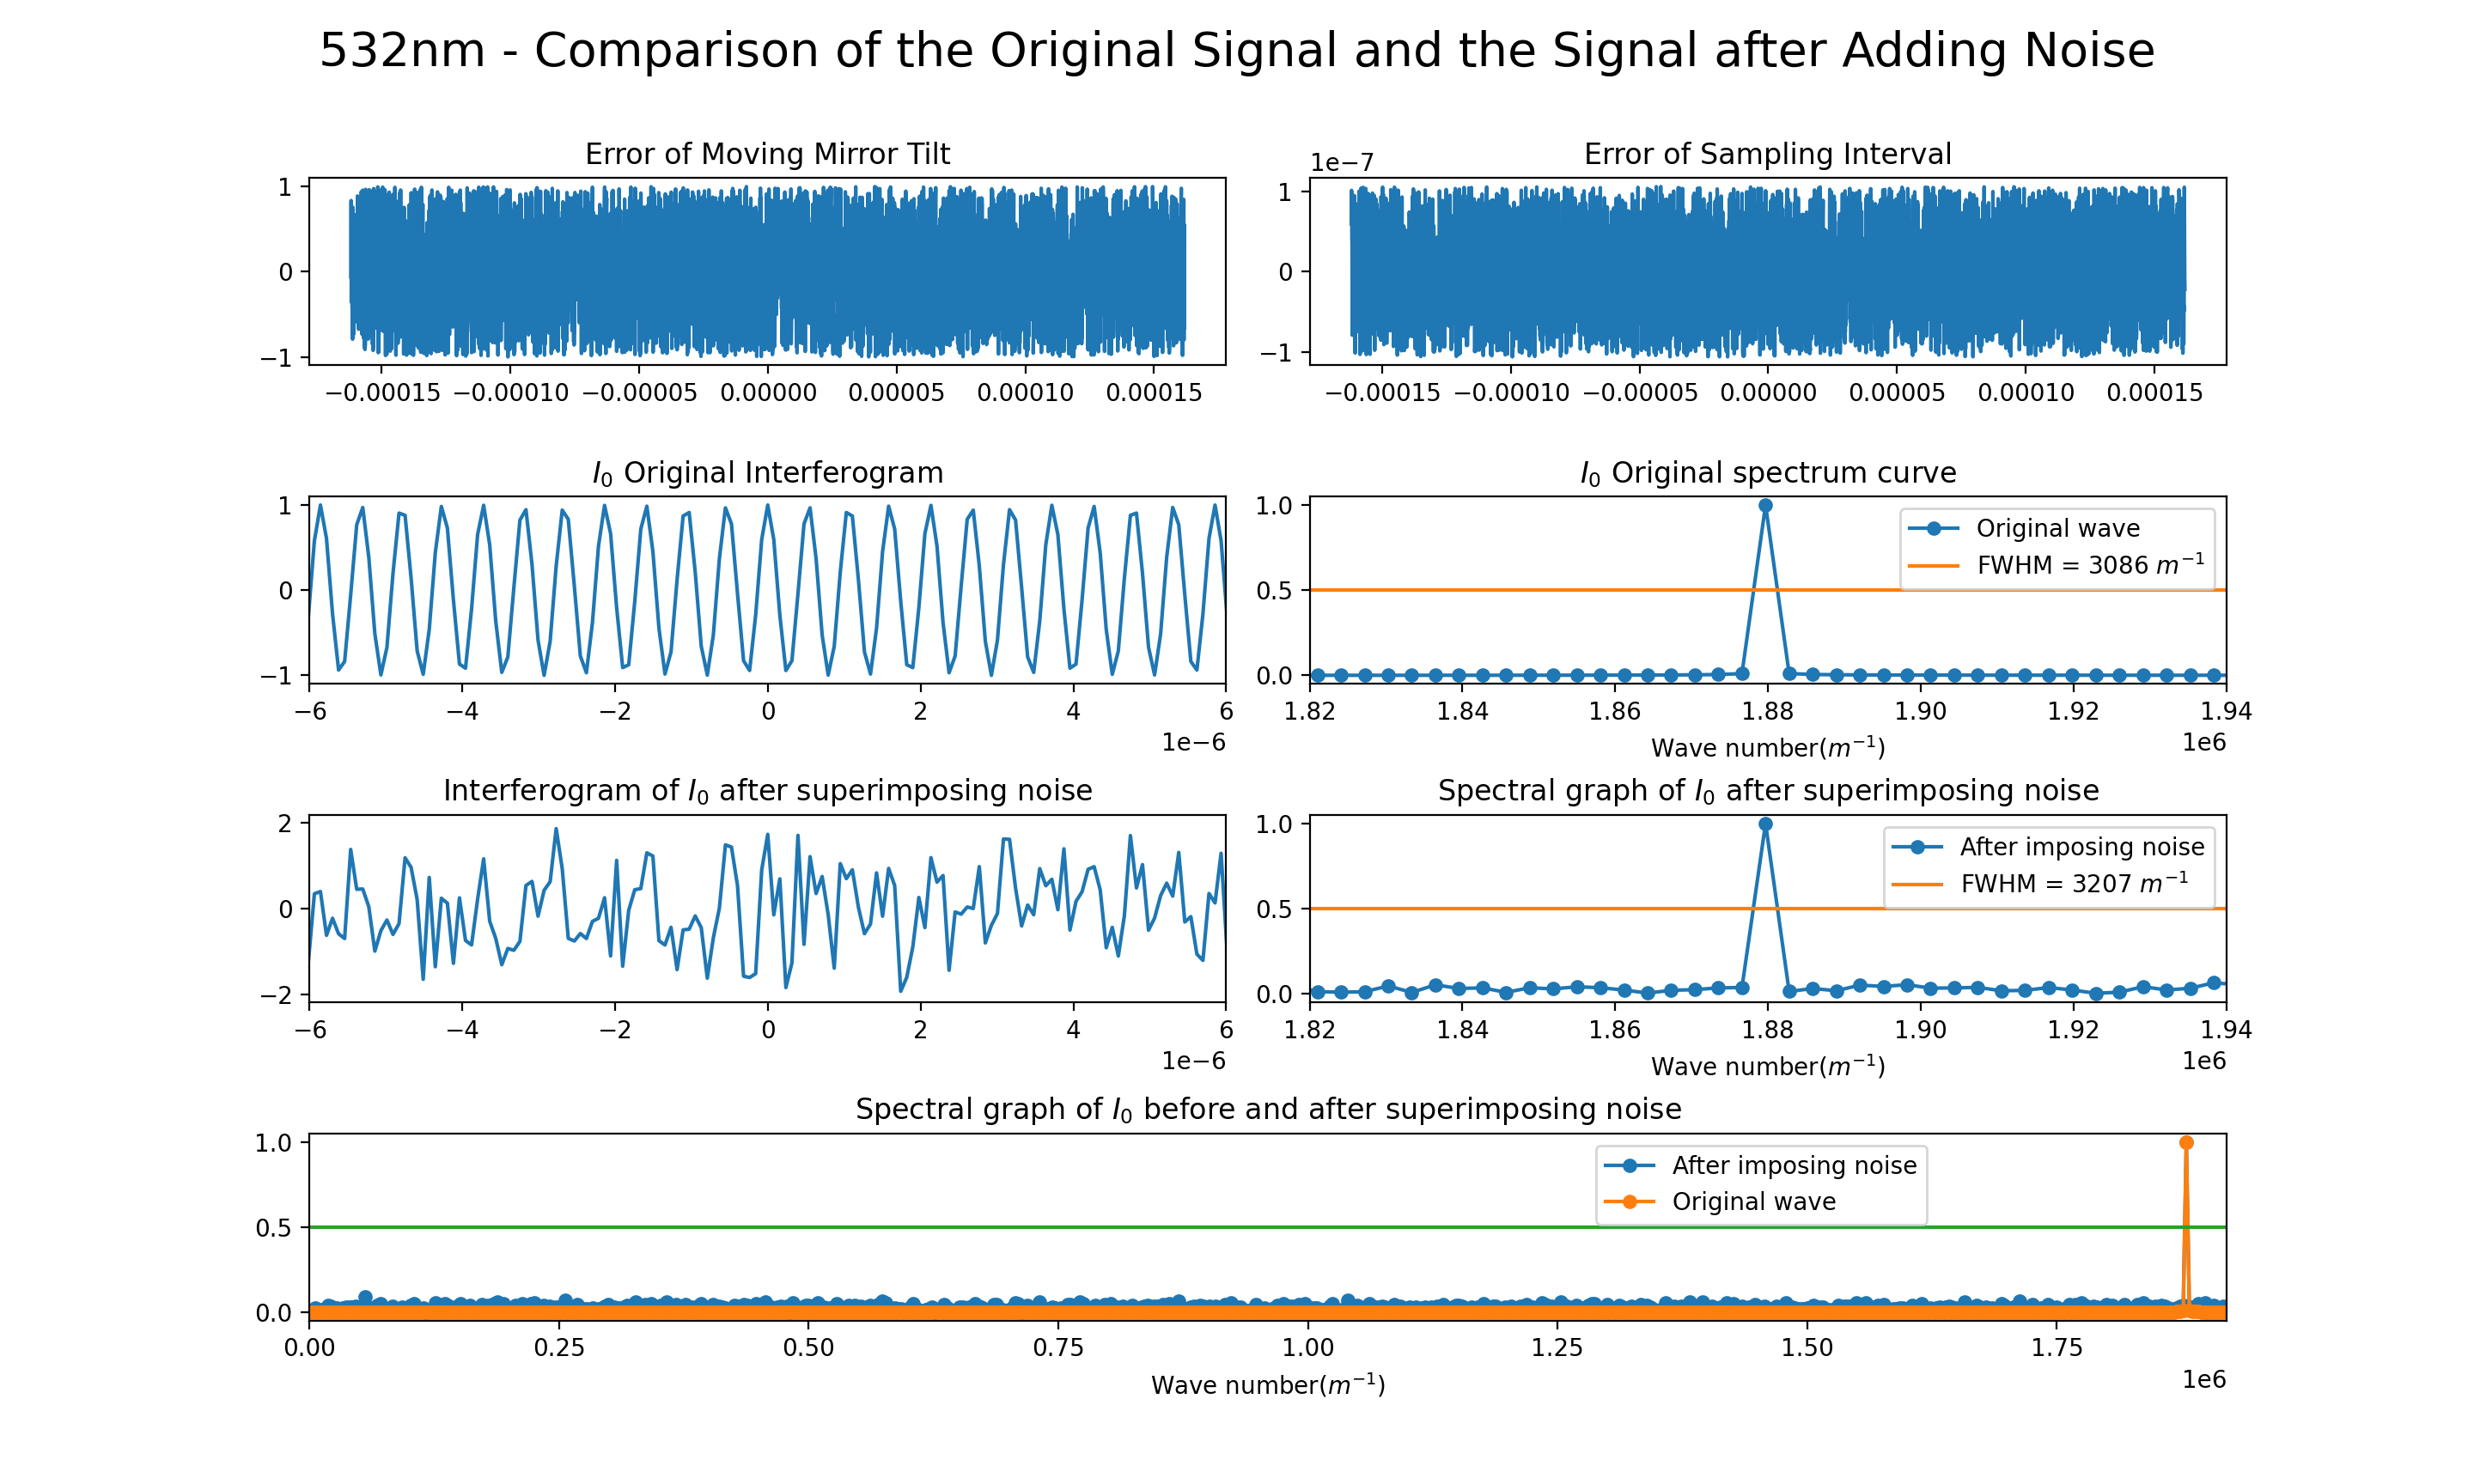 532nm - Comparison of the Original Signal and the Signal after Adding Noise
Error of Moving Mirror Tilt
1
0
−1
−0.00015 −0.00010 −0.00005 0.00000 0.00005 0.00010 0.00015
Error of Sampling Interval
1e−7
1
0
−1
−0.00015 −0.00010 −0.00005 0.00000 0.00005 0.00010 0.00015
I₀ Original Interferogram
1
0
−1
−6 −4 −2 0 2 4 6
1e−6
I₀ Original spectrum curve
1.0
0.5
0.0
Original wave
FWHM = 3086 m⁻¹
1.82 1.84 1.86 1.88 1.90 1.92 1.94
Wave number(m⁻¹)
1e6
Interferogram of I₀ after superimposing noise
2
0
−2
−6 −4 −2 0 2 4 6
1e−6
Spectral graph of I₀ after superimposing noise
1.0
0.5
0.0
After imposing noise
FWHM = 3207 m⁻¹
1.82 1.84 1.86 1.88 1.90 1.92 1.94
Wave number(m⁻¹)
1e6
Spectral graph of I₀ before and after superimposing noise
1.0
0.5
0.0
After imposing noise
Original wave
0.00 0.25 0.50 0.75 1.00 1.25 1.50 1.75
Wave number(m⁻¹)
1e6